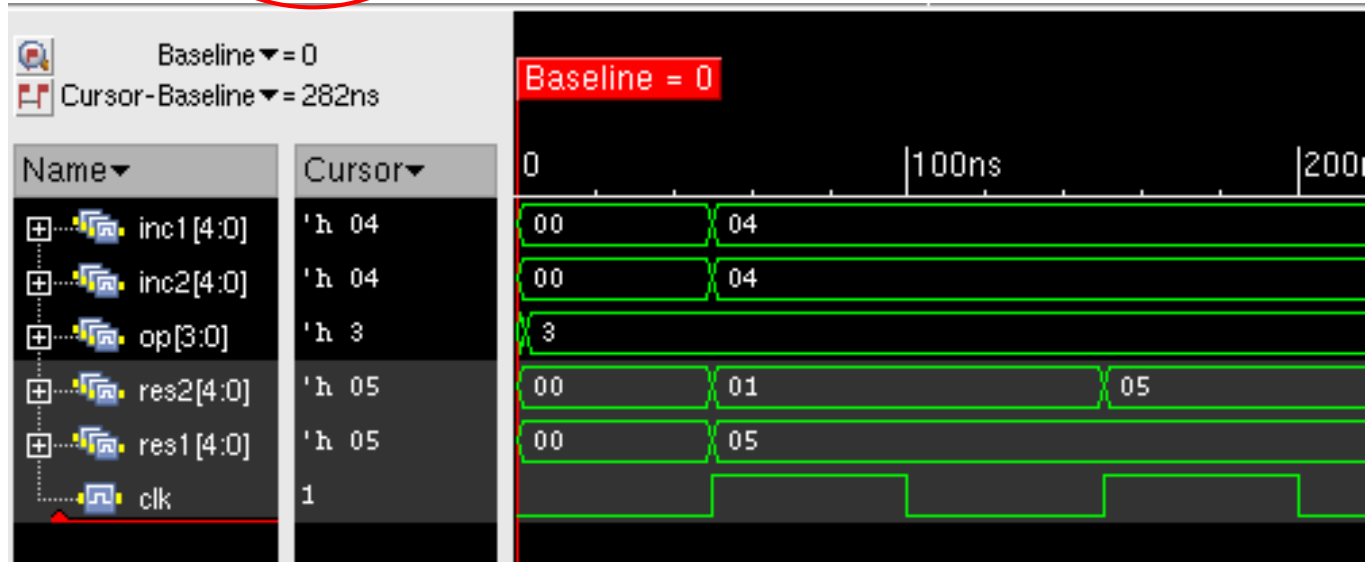 Baseline▾= 0
Cursor-Baseline▾= 282ns
Baseline = 0
Name▾ Cursor▾ 0 100ns 200n
inc1[4:0] 'h 04 00 04
inc2[4:0] 'h 04 00 04
op[3:0] 'h 3 3
res2[4:0] 'h 05 00 01 05
res1[4:0] 'h 05 00 05
clk 1